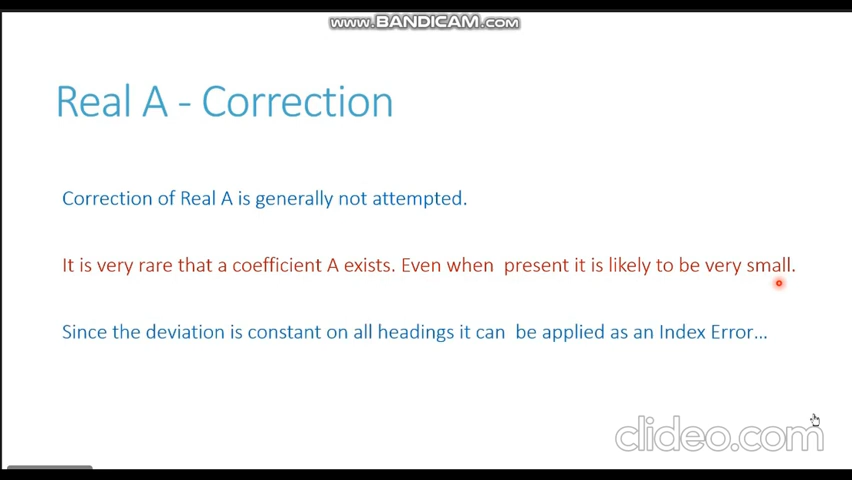 www.BANDICAM.com
Real A - Correction
Correction of Real A is generally not attempted.
It is very rare that a coefficient A exists. Even when present it is likely to be very small.
Since the deviation is constant on all headings it can be applied as an Index Error...
clideo.com